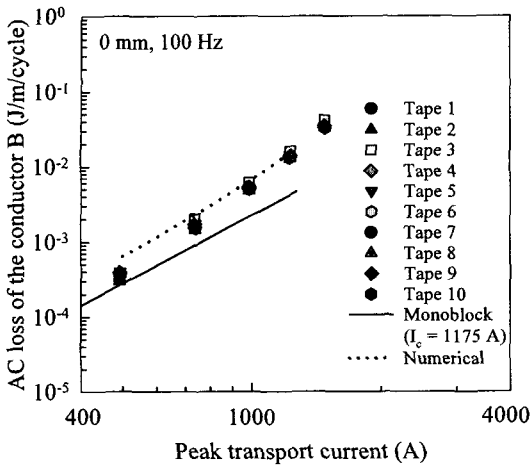 AC loss of the conductor B (J/m/cycle)
10^0
10^-1
10^-2
10^-3
10^-4
10^-5
0 mm, 100 Hz
Tape 1
Tape 2
Tape 3
Tape 4
Tape 5
Tape 6
Tape 7
Tape 8
Tape 9
Tape 10
Monoblock
(I_c = 1175 A)
Numerical
400
1000
4000
Peak transport current (A)